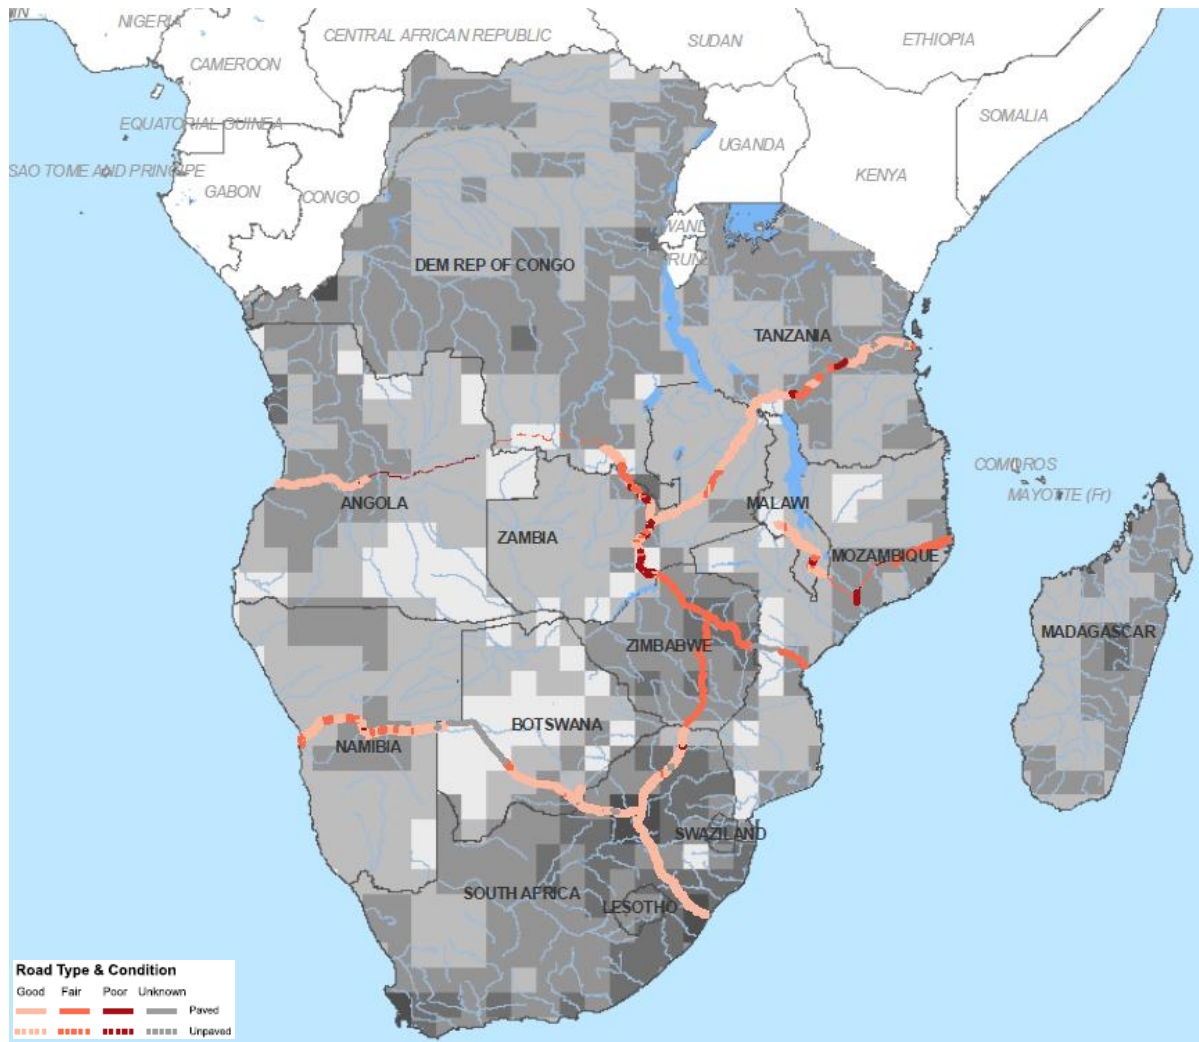 NIGERIA
CENTRAL AFRICAN REPUBLIC
SUDAN
ETHIOPIA
CAMEROON
SOMALIA
EQUATORIAL GUINEA
UGANDA
SAO TOME AND PRINCIPE
KENYA
GABON
CONGO
WAND
RUN
DEM REP OF CONGO
TANZANIA
COMOROS
MAYOTTE (Fr)
ANGOLA
MALAWI
ZAMBIA
MOZAMBIQUE
MADAGASCAR
ZIMBABWE
BOTSWANA
NAMIBIA
SWAZILAND
SOUTH AFRICA
LESOTHO
Road Type & Condition
Good Fair Poor Unknown
Paved
Unpaved